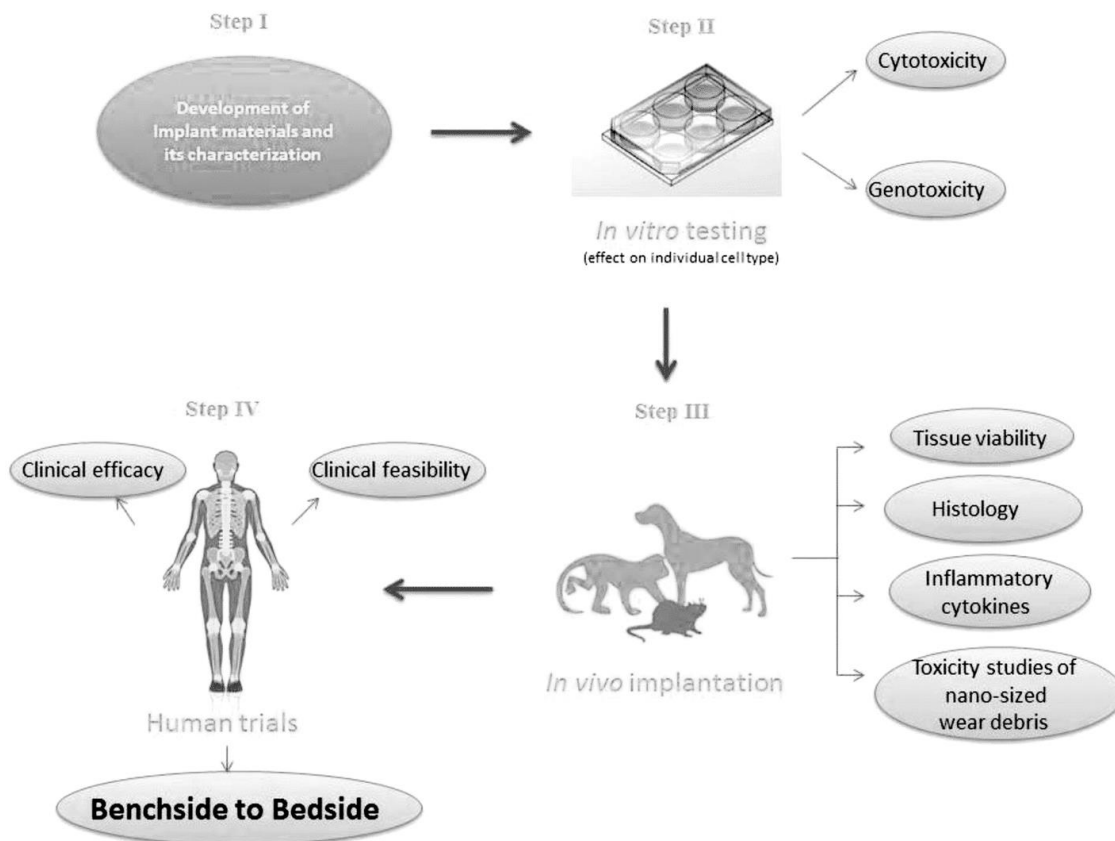 Step I
Development of
Implant materials and
its characterization
Step II
In vitro testing
(effect on individual cell type)
Cytotoxicity
Genotoxicity
Step III
In vivo implantation
Tissue viability
Histology
Inflammatory
cytokines
Toxicity studies of
nano-sized
wear debris
Step IV
Clinical efficacy
Clinical feasibility
Human trials
Benchside to Bedside